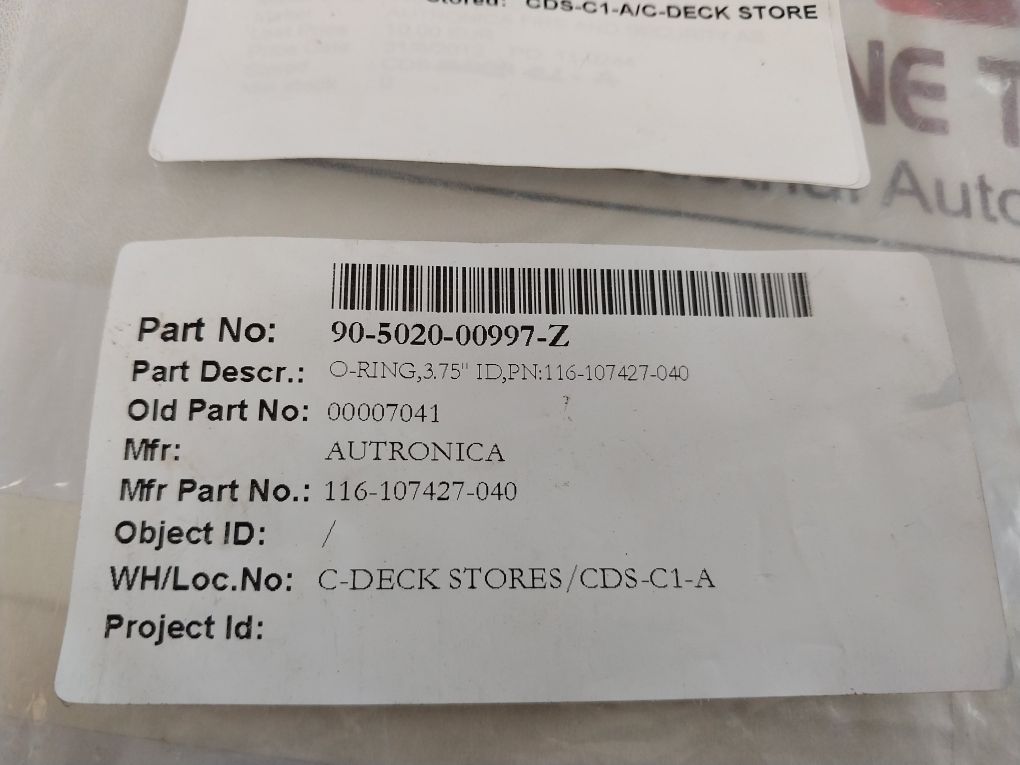 Stored: CDS-C1-A/C-DECK STORE
NE T
Auto
Part No: 90-5020-00997-Z
Part Descr.: O-RING,3.75" ID,PN:116-107427-040
Old Part No: 00007041
Mfr: AUTRONICA
Mfr Part No.: 116-107427-040
Object ID: /
WH/Loc.No: C-DECK STORES/CDS-C1-A
Project Id: